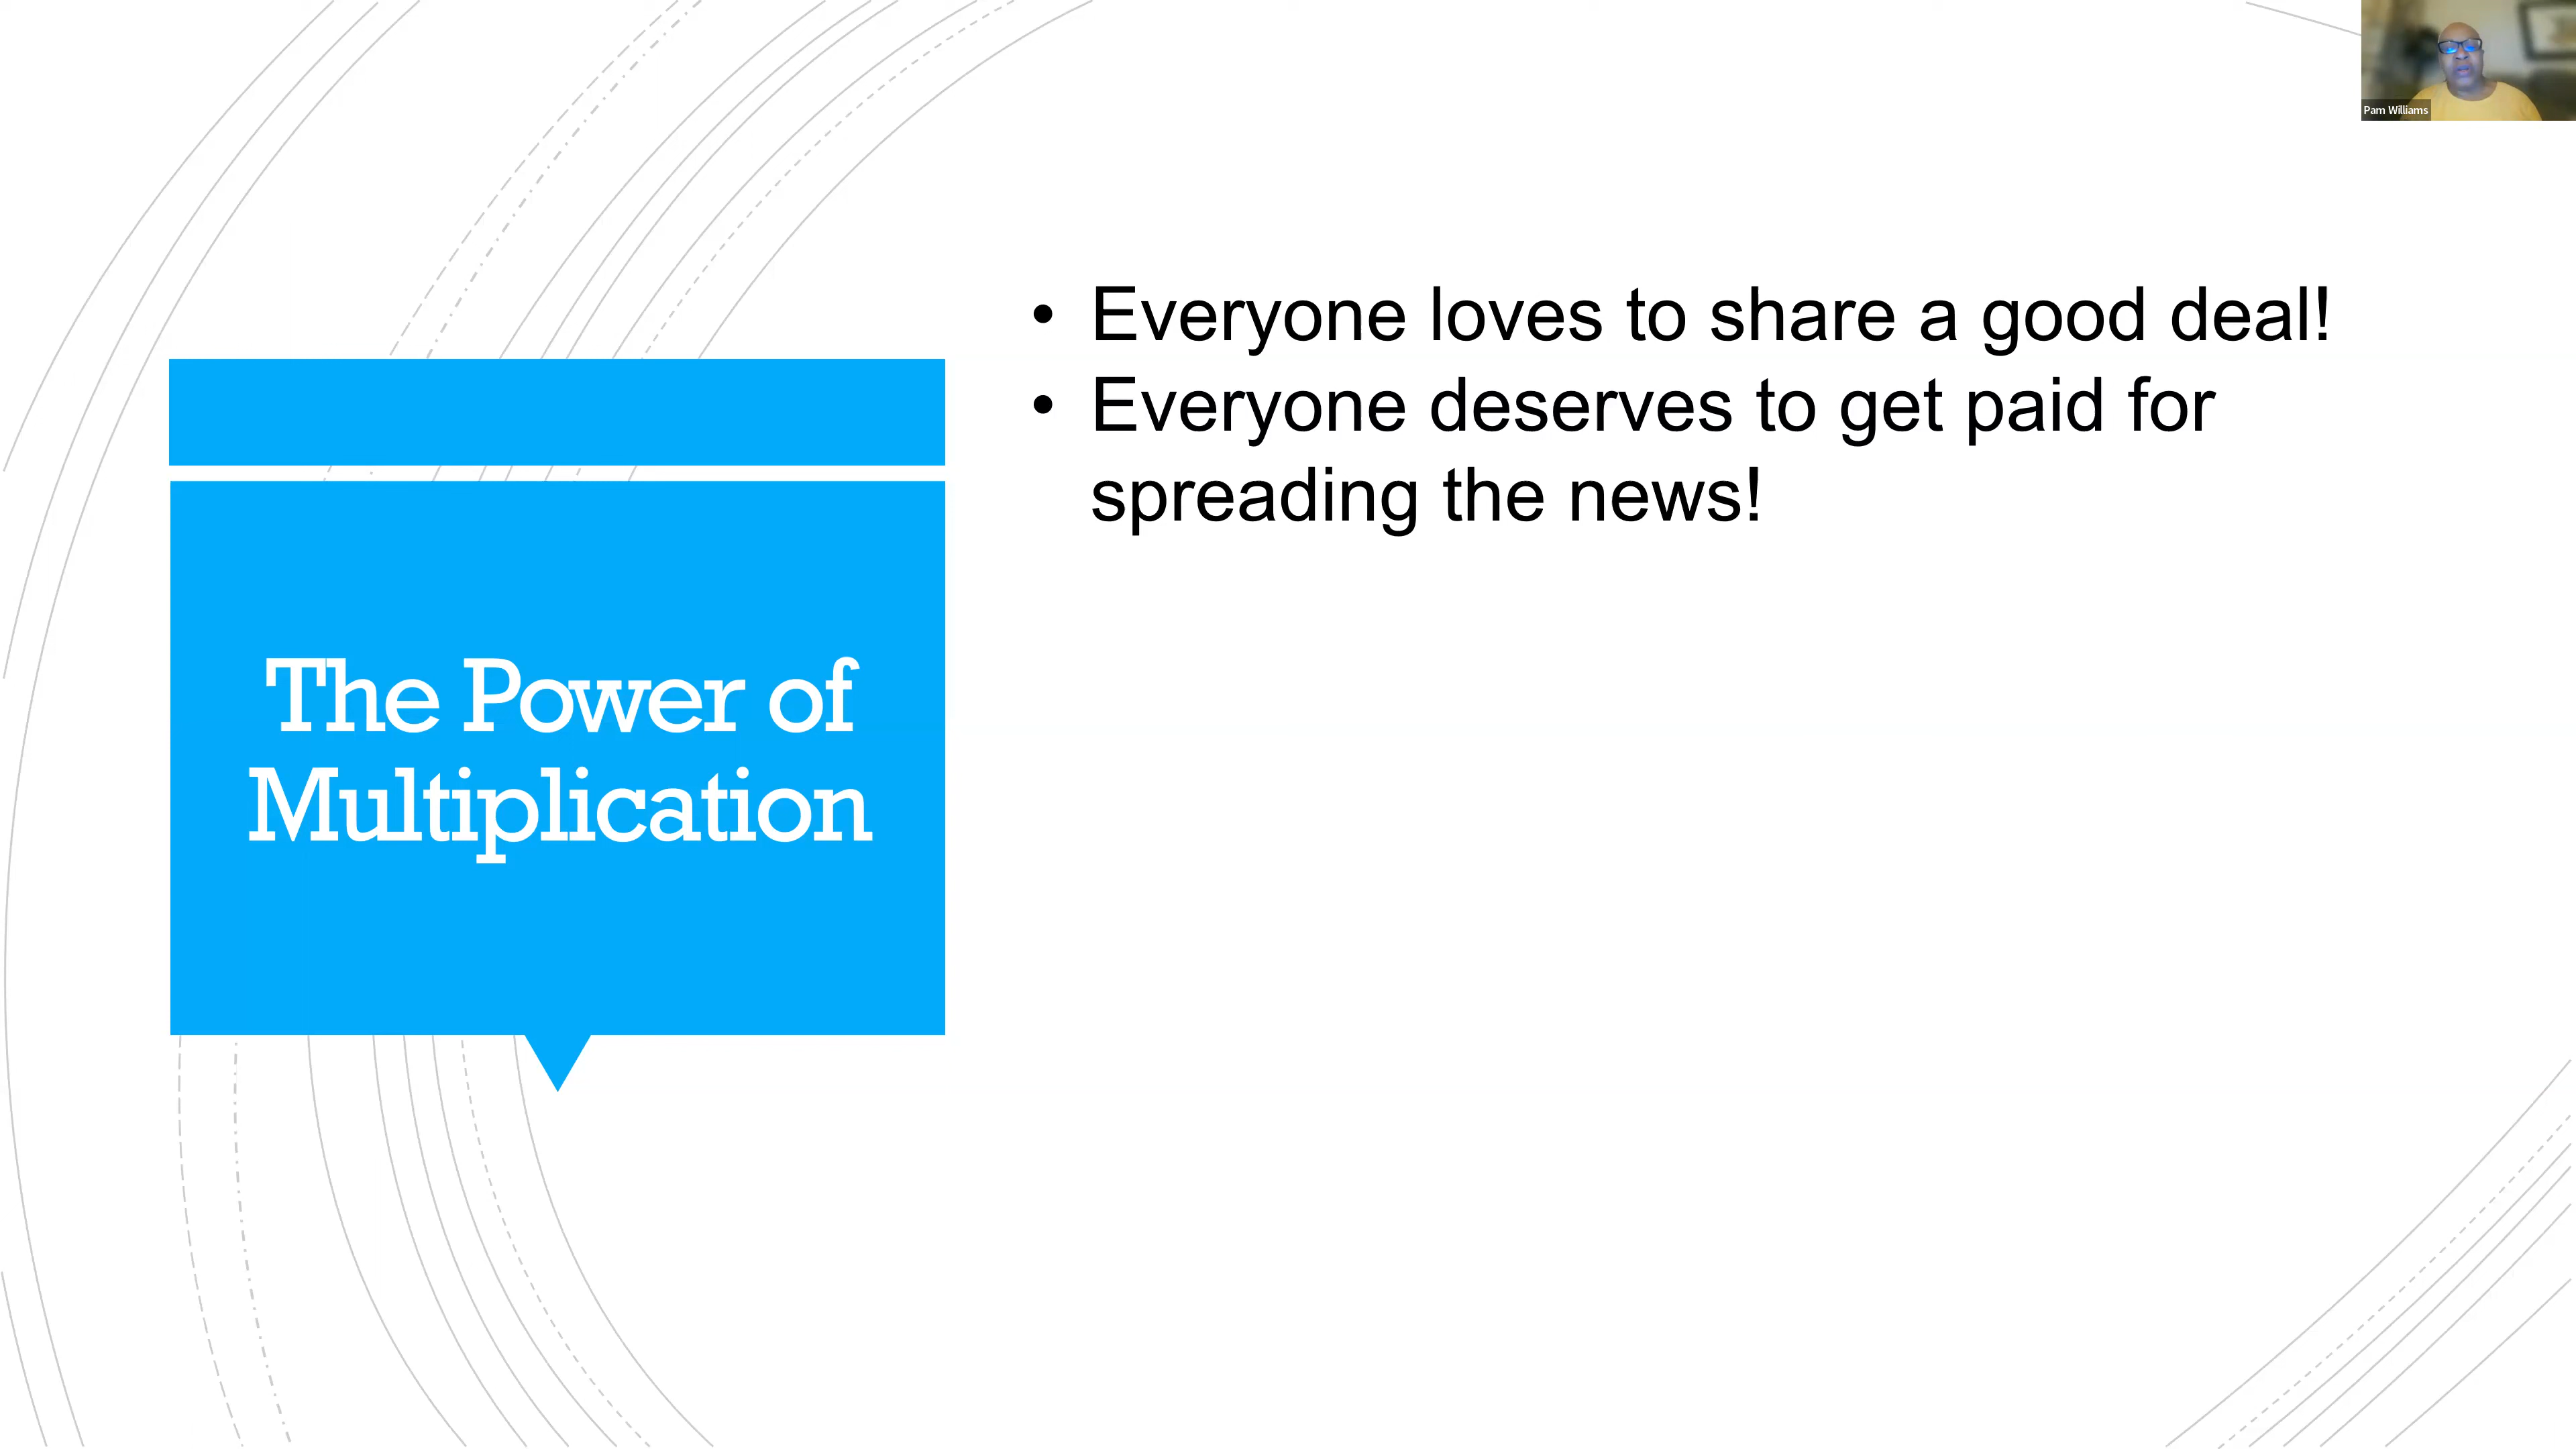 Pam Williams
• Everyone loves to share a good deal!
• Everyone deserves to get paid for
spreading the news!
The Power of
Multiplication